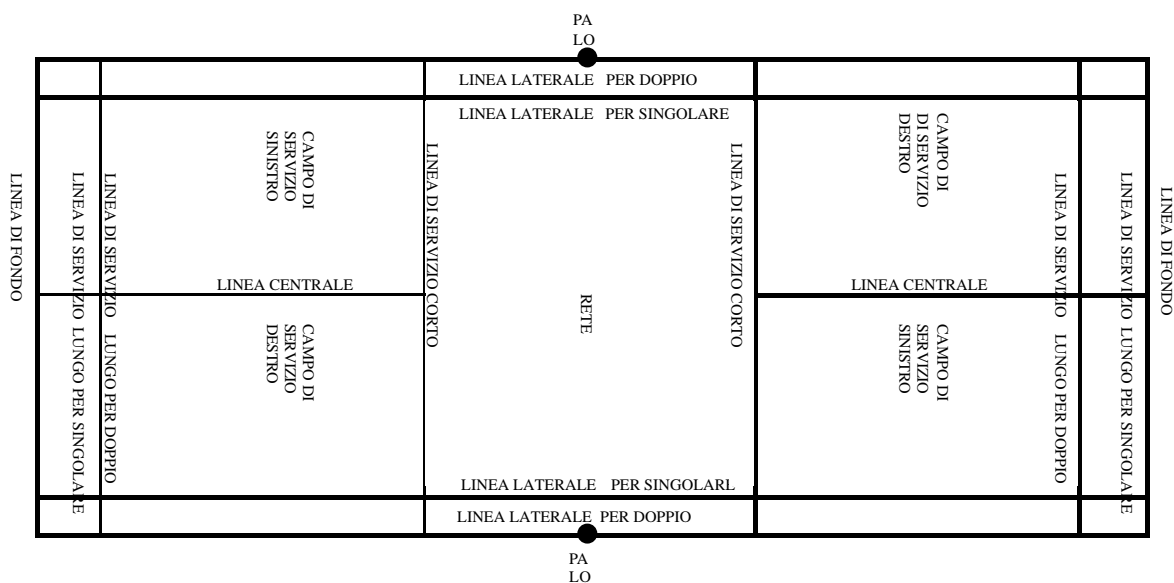 PA
LO
LINEA LATERALE PER DOPPIO
LINEA LATERALE PER SINGOLARE
LINEA DI FONDO
LINEA DI SERVIZIO LUNGO PER SINGOLARE
LINEA DI SERVIZIO LUNGO PER DOPPIO
CAMPO DI
SERVIZIO
SINISTRO
LINEA DI SERVIZIO CORTO
LINEA DI SERVIZIO CORTO
CAMPO DI
DI SERVIZIO
DESTRO
LINEA DI SERVIZIO LUNGO PER DOPPIO
LINEA DI SERVIZIO LUNGO PER SINGOLARE
LINEA DI FONDO
LINEA CENTRALE
RETE
LINEA CENTRALE
CAMPO DI
SERVIZIO
DESTRO
CAMPO DI
SERVIZIO
SINISTRO
LINEA LATERALE PER SINGOLARL
LINEA LATERALE PER DOPPIO
PA
LO